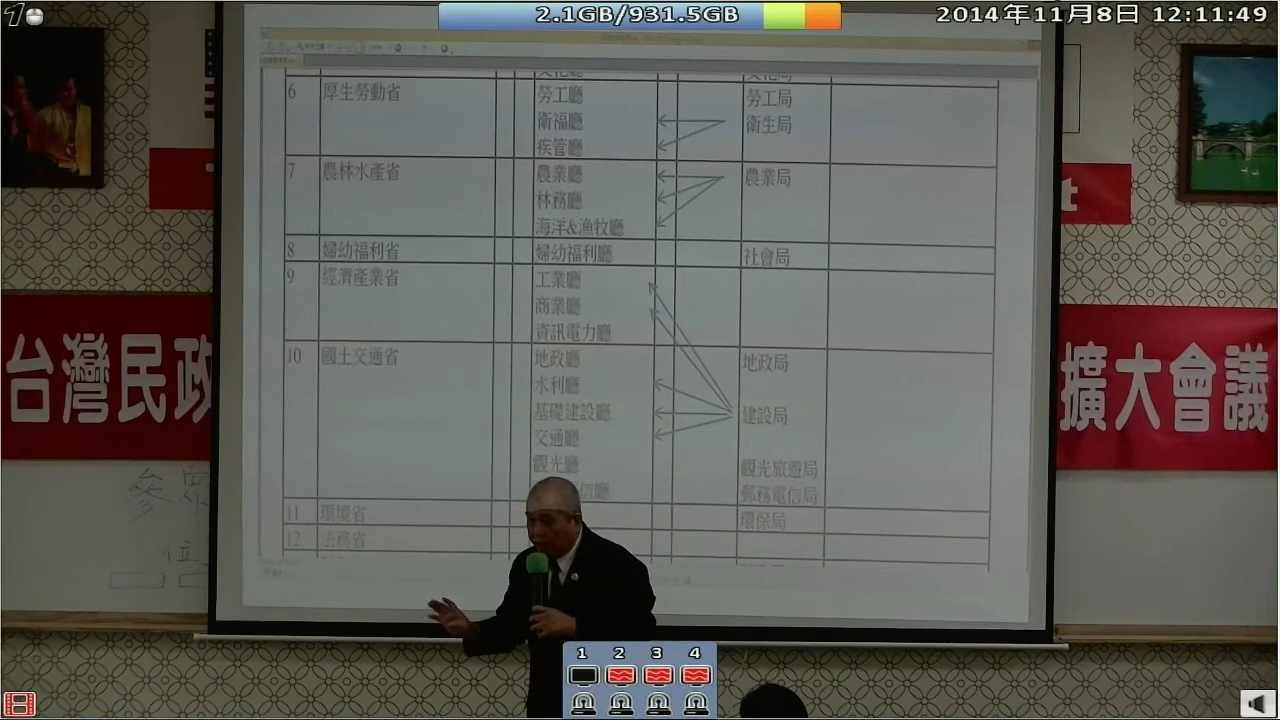 1
2.1GB/931.5GB
2014年11月8日 12:11:49
6 厚生勞動省 勞工廳 勞工局
衛福廳 衛生局
疾管廳
7 農林水產省 農業廳 農業局
林務廳
海洋&漁牧廳
8 婦幼福利省 婦幼福利廳 社會局
9 經濟產業省 工業廳
商業廳
資訊電力廳
10 國土交通省 地政廳 地政局
水利廳
基礎建設廳 建設局
交通廳
觀光廳 觀光旅遊局
信廳 郵務電信局
11 環境省 環保局
12 法務省
t
台灣民政
擴大會議
參眾
位
1 2 3 4